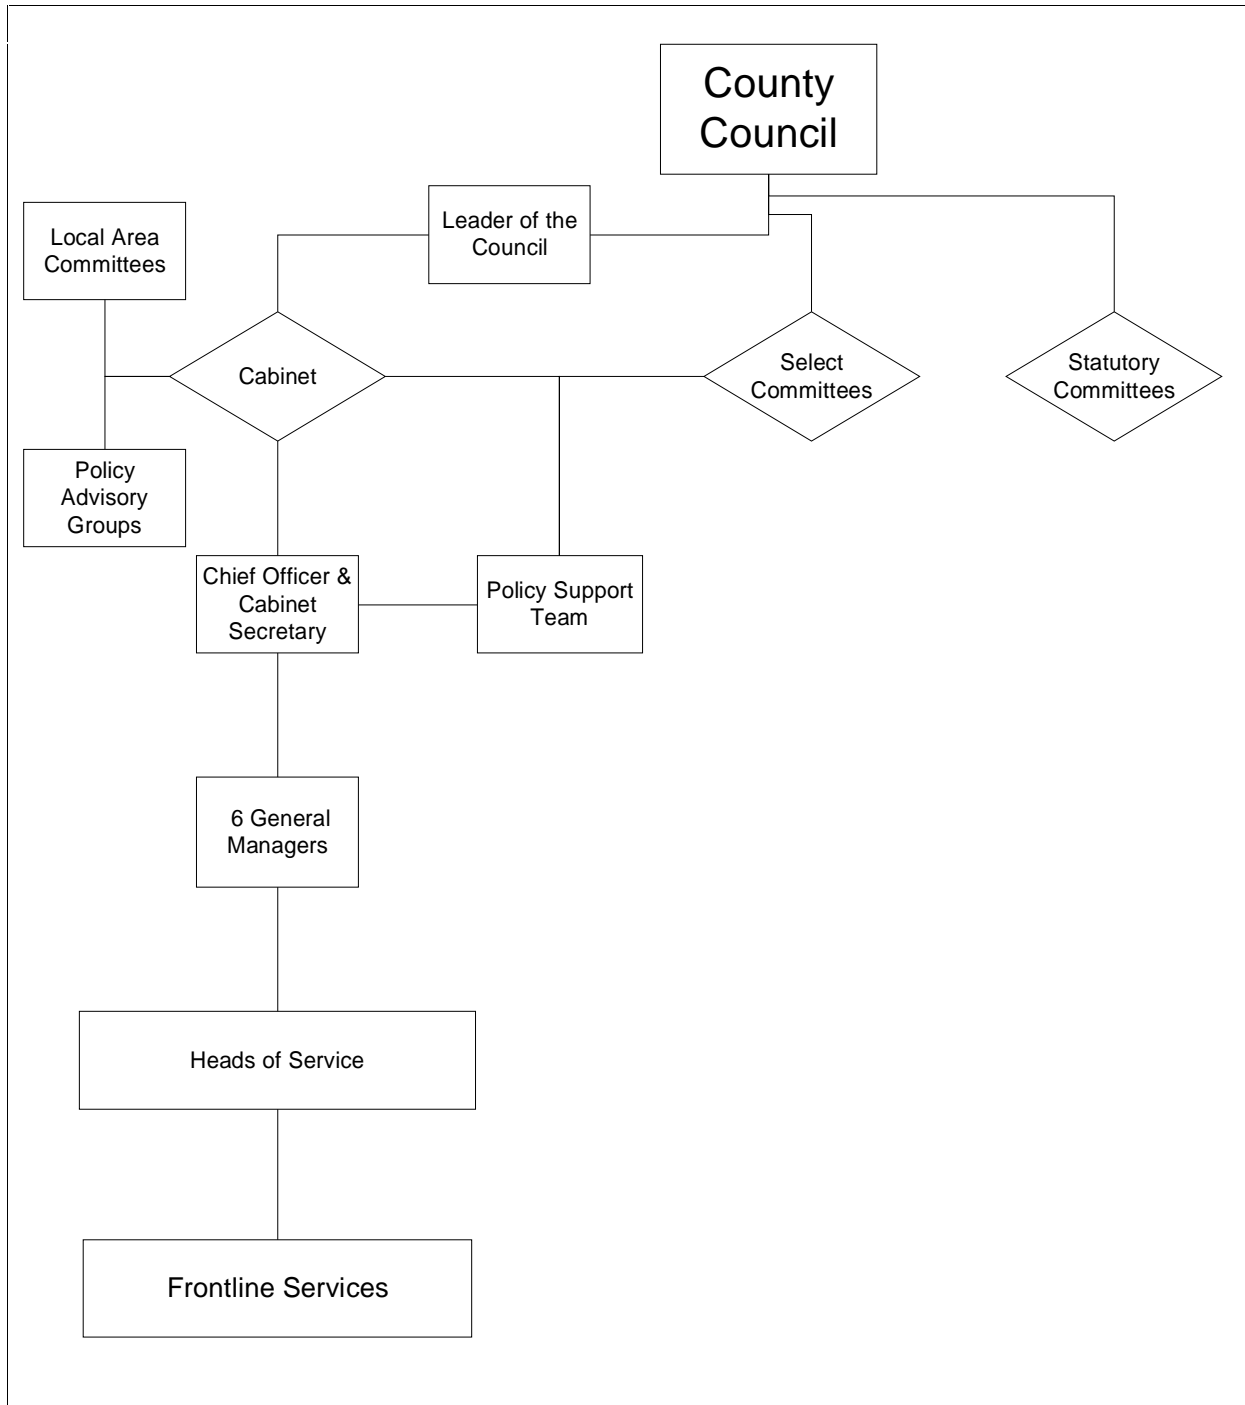 County
Council
Leader of the
Council
Local Area
Committees
Cabinet
Select
Committees
Statutory
Committees
Policy
Advisory
Groups
Chief Officer &
Cabinet
Secretary
Policy Support
Team
6 General
Managers
Heads of Service
Frontline Services